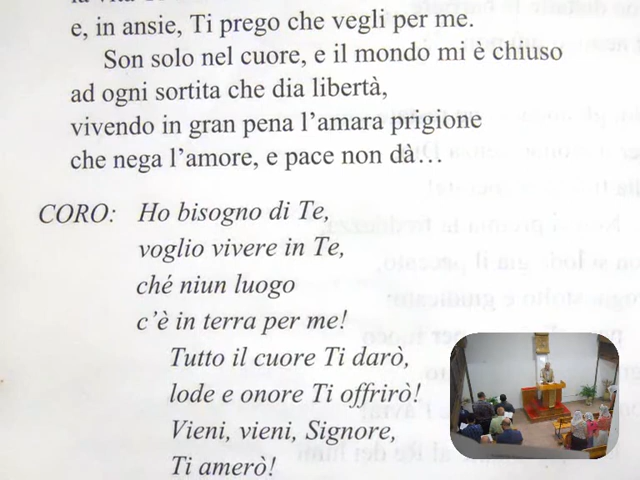 e, in ansie, Ti prego che vegli per me.
Son solo nel cuore, e il mondo mi è chiuso
ad ogni sortita che dia libertà,
vivendo in gran pena l'amara prigione
che nega l'amore, e pace non dà…
CORO: Ho bisogno di Te,
voglio vivere in Te,
ché niun luogo
c'è in terra per me!
Tutto il cuore Ti darò,
lode e onore Ti offrirò!
Vieni, vieni, Signore,
Ti amerò!